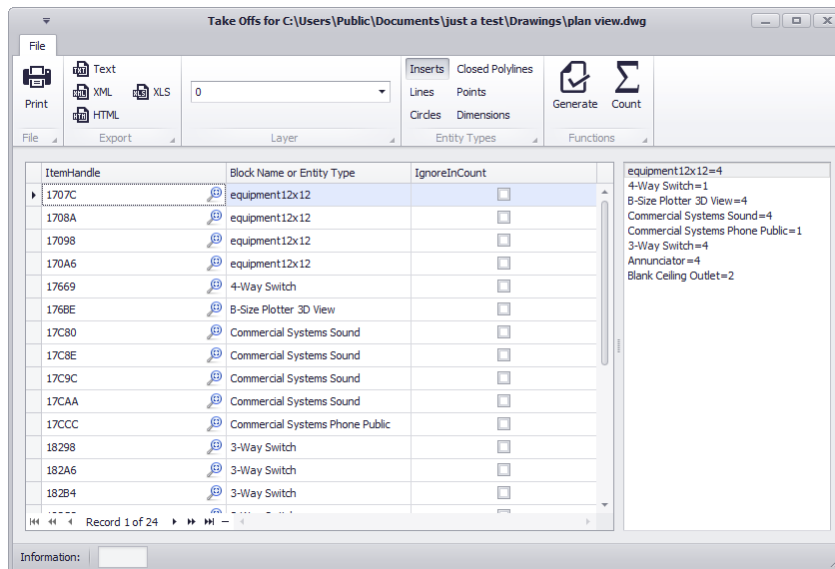 Take Offs for C:\Users\Public\Documents\just a test\Drawings\plan view.dwg
File
Print
Text
XML
XLS
HTML
0
Inserts Closed Polylines
Lines Points
Circles Dimensions
Generate Count
File Export Layer Entity Types Functions
ItemHandle Block Name or Entity Type IgnoreInCount
1707C equipment12x12
1708A equipment12x12
17098 equipment12x12
170A6 equipment12x12
17669 4-Way Switch
176BE B-Size Plotter 3D View
17C80 Commercial Systems Sound
17C8E Commercial Systems Sound
17C9C Commercial Systems Sound
17CAA Commercial Systems Sound
17CCC Commercial Systems Phone Public
18298 3-Way Switch
182A6 3-Way Switch
182B4 3-Way Switch
Record 1 of 24
equipment12x12=4
4-Way Switch=1
B-Size Plotter 3D View=4
Commercial Systems Sound=4
Commercial Systems Phone Public=1
3-Way Switch=4
Annunciator=4
Blank Ceiling Outlet=2
Information: